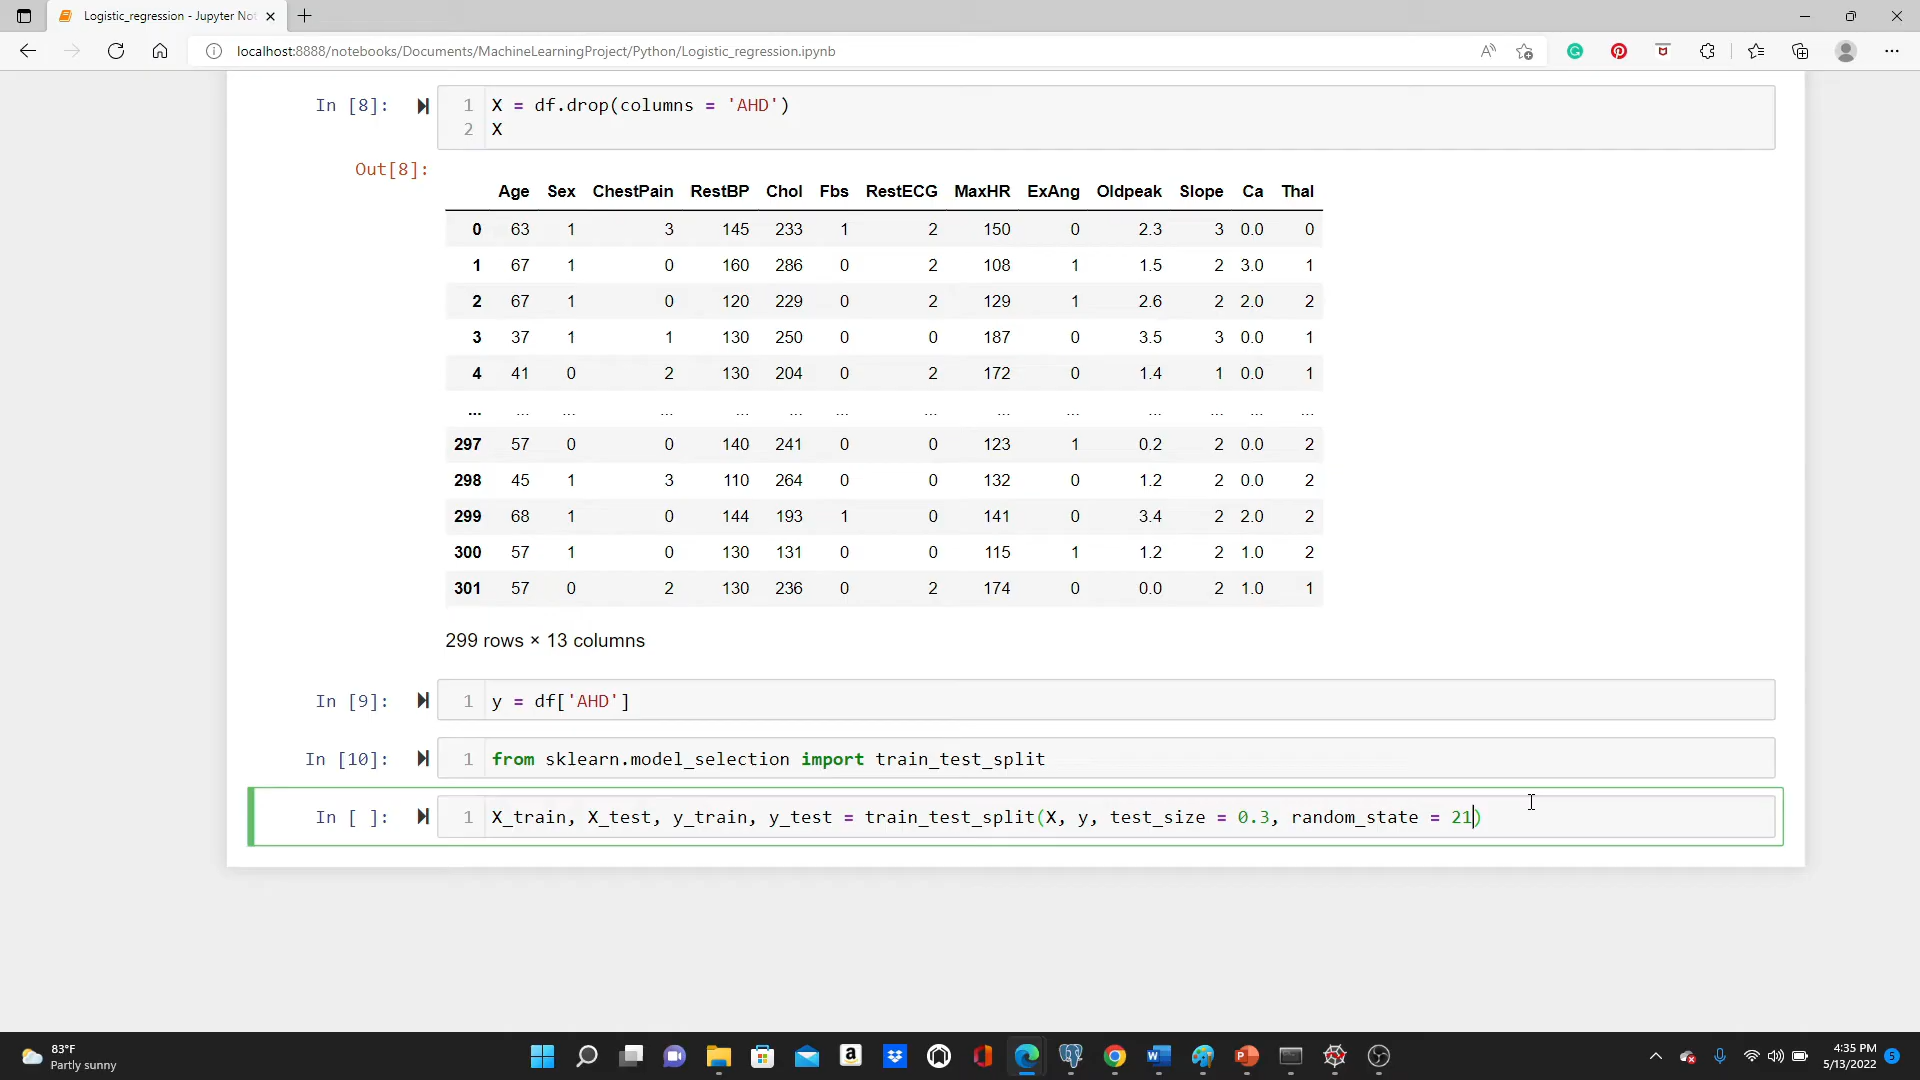 Logistic_regression - Jupyter Not
localhost:8888/notebooks/Documents/MachineLearningProject/Python/Logistic_regression.ipynb
In [8]:
1 X = df.drop(columns = 'AHD')
2 X
Out[8]:
Age Sex ChestPain RestBP Chol Fbs RestECG MaxHR ExAng Oldpeak Slope Ca Thal
0 63 1 3 145 233 1 2 150 0 2.3 3 0.0 0
1 67 1 0 160 286 0 2 108 1 1.5 2 3.0 1
2 67 1 0 120 229 0 2 129 1 2.6 2 2.0 2
3 37 1 1 130 250 0 0 187 0 3.5 3 0.0 1
4 41 0 2 130 204 0 2 172 0 1.4 1 0.0 1
... ... ... ... ... ... ... ... ... ... ... ... ... ...
297 57 0 0 140 241 0 0 123 1 0.2 2 0.0 2
298 45 1 3 110 264 0 0 132 0 1.2 2 0.0 2
299 68 1 0 144 193 1 0 141 0 3.4 2 2.0 2
300 57 1 0 130 131 0 0 115 1 1.2 2 1.0 2
301 57 0 2 130 236 0 2 174 0 0.0 2 1.0 1
299 rows × 13 columns
In [9]: 1 y = df['AHD']
In [10]: 1 from sklearn.model_selection import train_test_split
In [ ]: 1 X_train, X_test, y_train, y_test = train_test_split(X, y, test_size = 0.3, random_state = 21)
83°F
Partly sunny
4:35 PM
5/13/2022
5